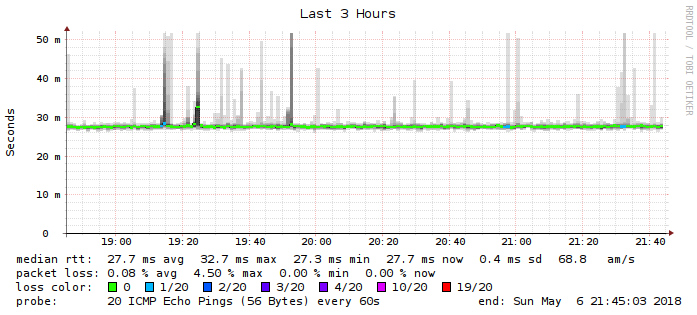 Last 3 Hours
RRDTOOL / TOBI OETIKER
Seconds
50 m
40 m
30 m
20 m
10 m
0
19:00 19:20 19:40 20:00 20:20 20:40 21:00 21:20 21:40
median rtt: 27.7 ms avg 32.7 ms max 27.3 ms min 27.7 ms now 0.4 ms sd 68.8 am/s
packet loss: 0.08 % avg 4.50 % max 0.00 % min 0.00 % now
loss color: 0 1/20 2/20 3/20 4/20 10/20 19/20
probe: 20 ICMP Echo Pings (56 Bytes) every 60s end: Sun May 6 21:45:03 2018